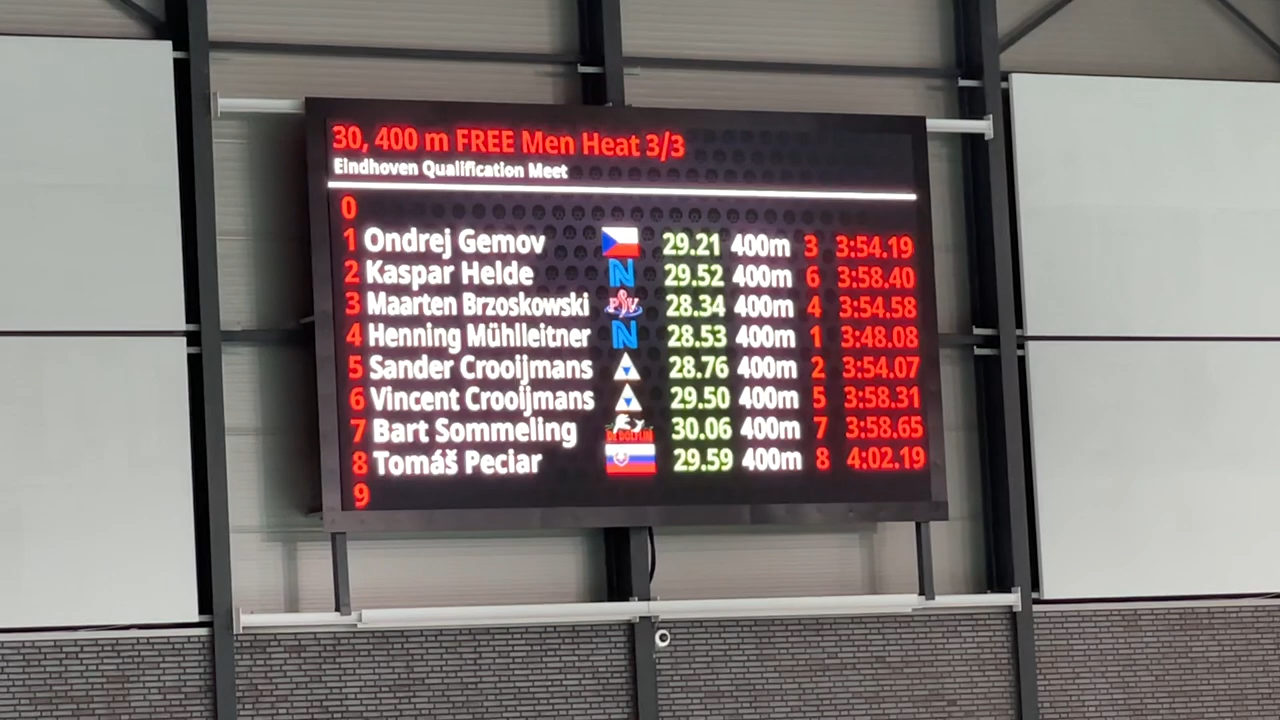 30, 400 m FREE Men Heat 3/3
Eindhoven Qualification Meet
0
1 Ondrej Gemov 29.21 400m 3 3:54.19
2 Kaspar Helde N 29.52 400m 6 3:58.40
3 Maarten Brzoskowski PSV 28.34 400m 4 3:54.58
4 Henning Mühlleitner N 28.53 400m 1 3:48.08
5 Sander Crooijmans 28.76 400m 2 3:54.07
6 Vincent Crooijmans 29.50 400m 5 3:58.31
7 Bart Sommeling DE DOLFIJN 30.06 400m 7 3:58.65
8 Tomáš Peciar 29.59 400m 8 4:02.19
9